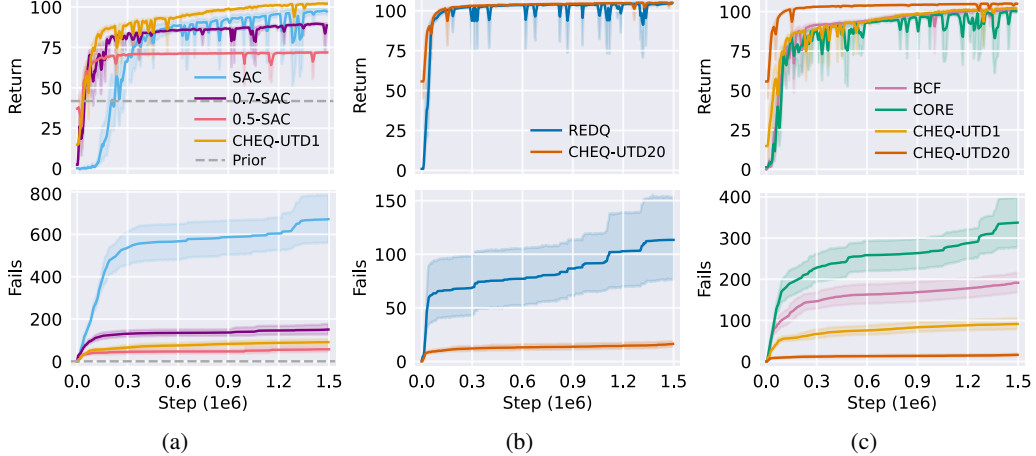 Return
100
75
50
25
0
SAC
0.7-SAC
0.5-SAC
CHEQ-UTD1
Prior
Fails
800
600
400
200
0
0.0 0.3 0.6 0.9 1.2 1.5
Step (1e6)
(a)
Return
100
75
50
25
0
REDQ
CHEQ-UTD20
Fails
150
100
50
0
0.0 0.3 0.6 0.9 1.2 1.5
Step (1e6)
(b)
Return
100
75
50
25
0
BCF
CORE
CHEQ-UTD1
CHEQ-UTD20
Fails
400
300
200
100
0
0.0 0.3 0.6 0.9 1.2 1.5
Step (1e6)
(c)